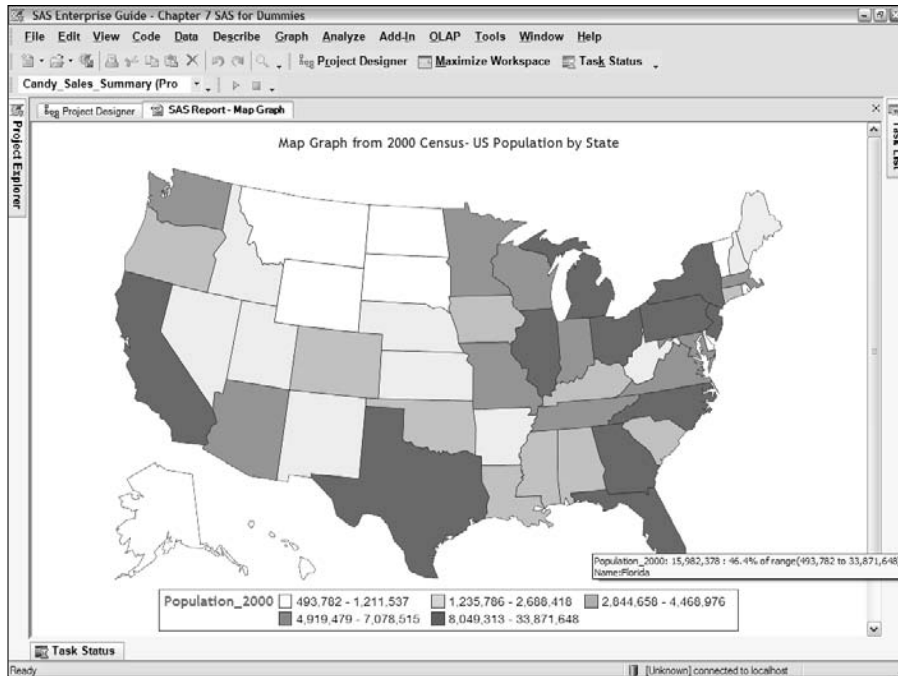 SAS Enterprise Guide - Chapter 7 SAS for Dummies
File Edit View Code Data Describe Graph Analyze Add-In OLAP Tools Window Help
Project Designer Maximize Workspace Task Status
Candy_Sales_Summary (Pro
Project Designer SAS Report - Map Graph
Project Explorer
Task List
Map Graph from 2000 Census- US Population by State
Population_2000: 15,982,378 : 46.4% of range(493,782 to 33,871,648)
Name:Florida
Population_2000 493,782 - 1,211,537 1,235,786 - 2,688,418 2,844,658 - 4,468,976
4,919,479 - 7,078,515 8,049,313 - 33,871,648
Task Status
Ready [Unknown] connected to localhost